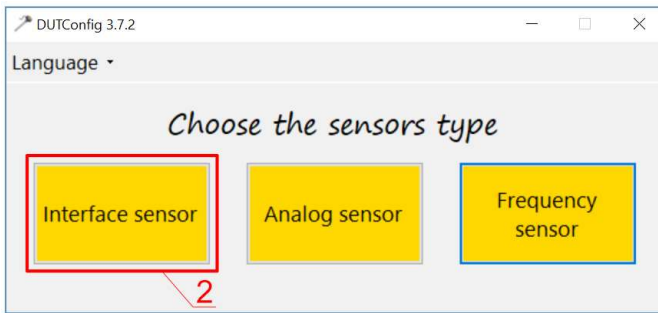 DUTConfig 3.7.2
Language
Choose the sensors type
Interface sensor
Analog sensor
Frequency
sensor
2